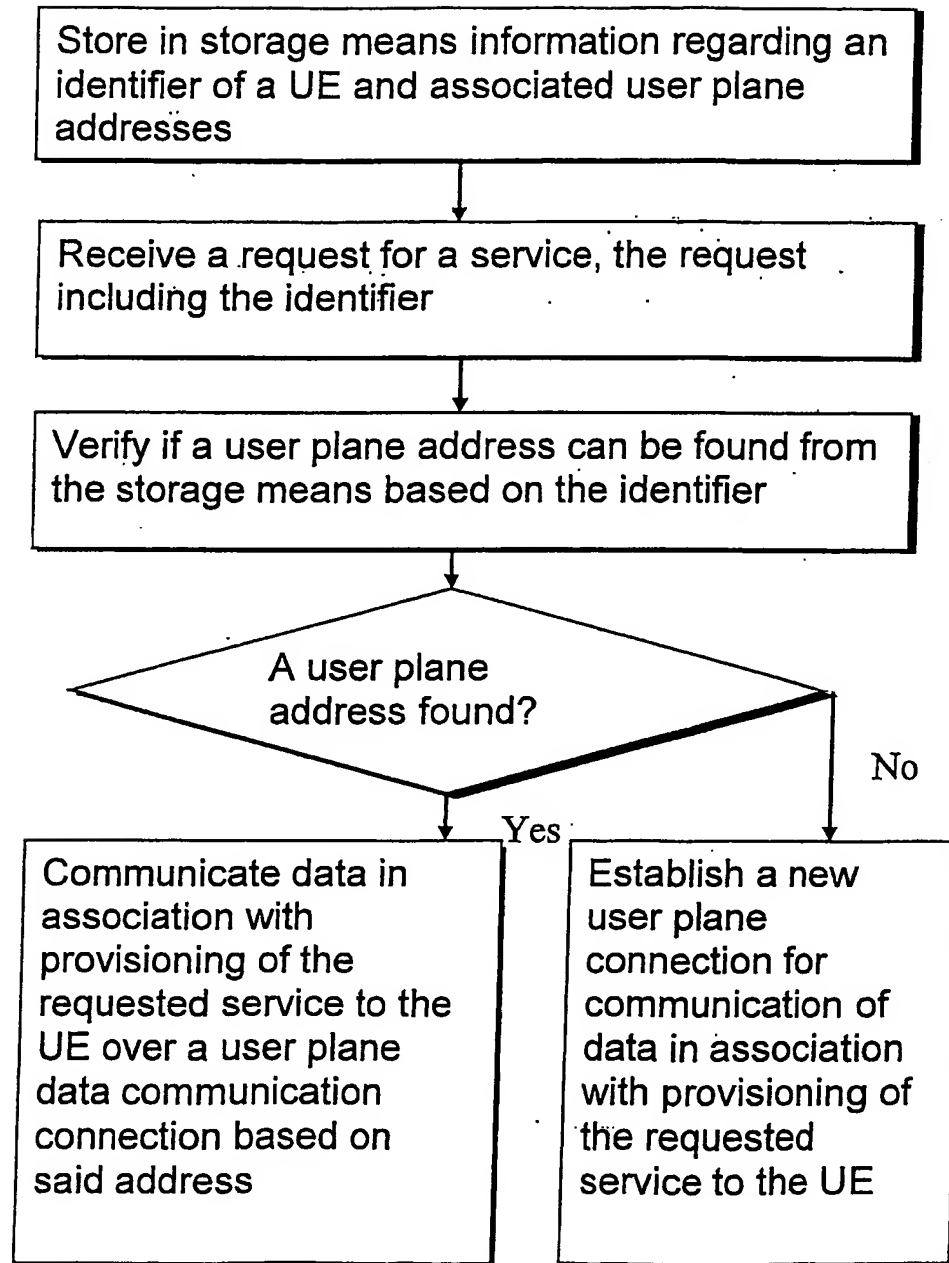 Store in storage means information regarding an
identifier of a UE and associated user plane
addresses
Receive a request for a service, the request
including the identifier
Verify if a user plane address can be found from
the storage means based on the identifier
A user plane
address found?
No
Yes
Communicate data in
association with
provisioning of the
requested service to the
UE over a user plane
data communication
connection based on
said address
Establish a new
user plane
connection for
communication of
data in association
with provisioning of
the requested
service to the UE